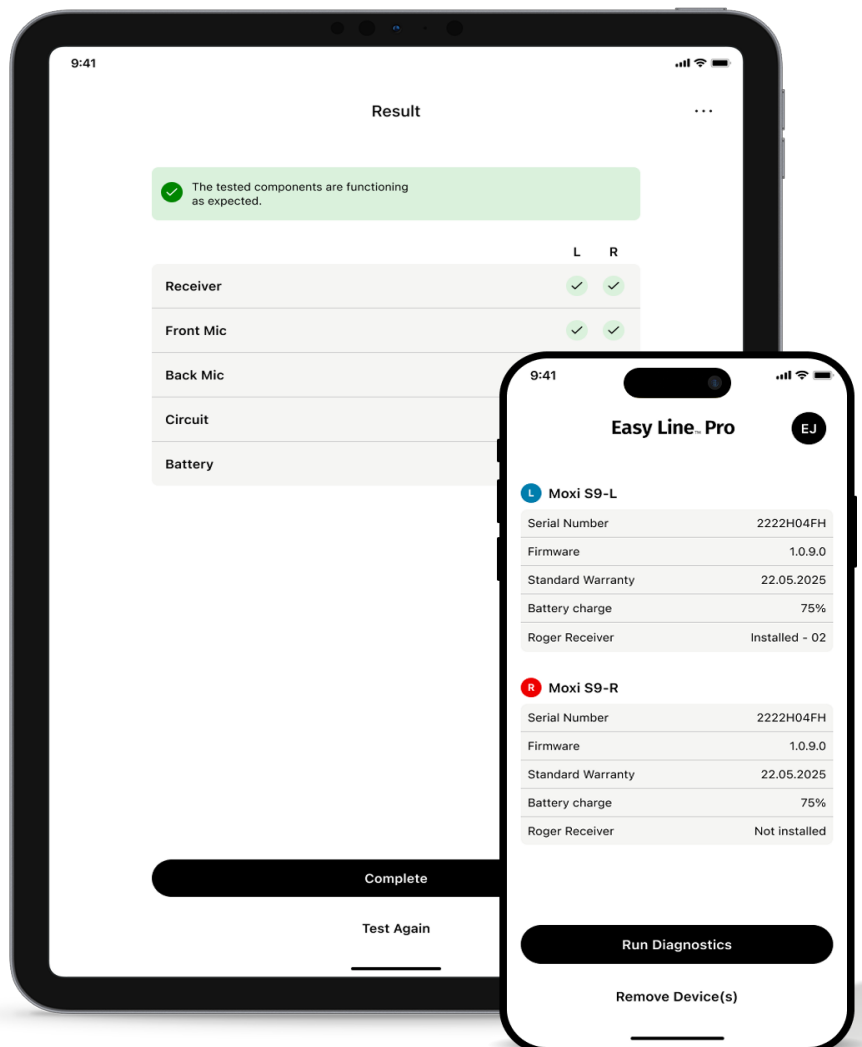 9:41
Result
...
The tested components are functioning
as expected.
L R
Receiver
Front Mic
Back Mic
Circuit
Battery
Complete
Test Again
9:41
Easy Line™ Pro
EJ
L Moxi S9-L
Serial Number 2222H04FH
Firmware 1.0.9.0
Standard Warranty 22.05.2025
Battery charge 75%
Roger Receiver Installed - 02
R Moxi S9-R
Serial Number 2222H04FH
Firmware 1.0.9.0
Standard Warranty 22.05.2025
Battery charge 75%
Roger Receiver Not installed
Run Diagnostics
Remove Device(s)